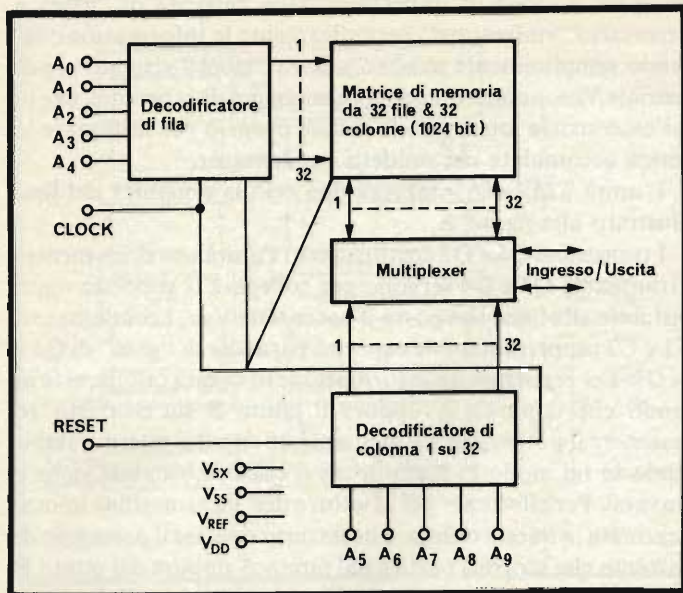 A0
A1
A2
A3
A4
CLOCK
Decodificatore
di fila
1
32
Matrice di memoria
da 32 file & 32
colonne (1024 bit)
1
32
Multiplexer
Ingresso/Uscita
1
32
RESET
Decodificatore di
colonna 1 su 32
VSX
VSS
VREF
VDD
A5 A6 A7 A8 A9